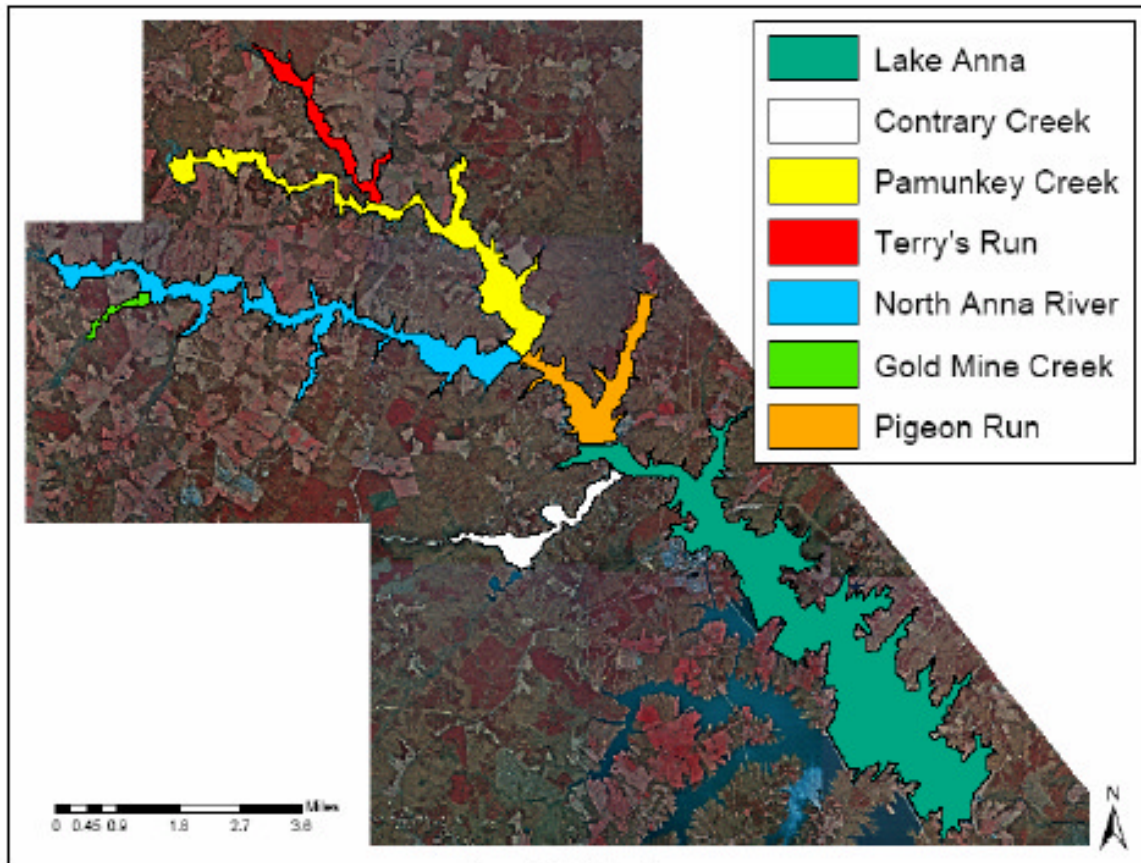 Lake Anna
Contrary Creek
Pamunkey Creek
Terry's Run
North Anna River
Gold Mine Creek
Pigeon Run
Miles
0 0.45 0.9 1.8 2.7 3.6
N